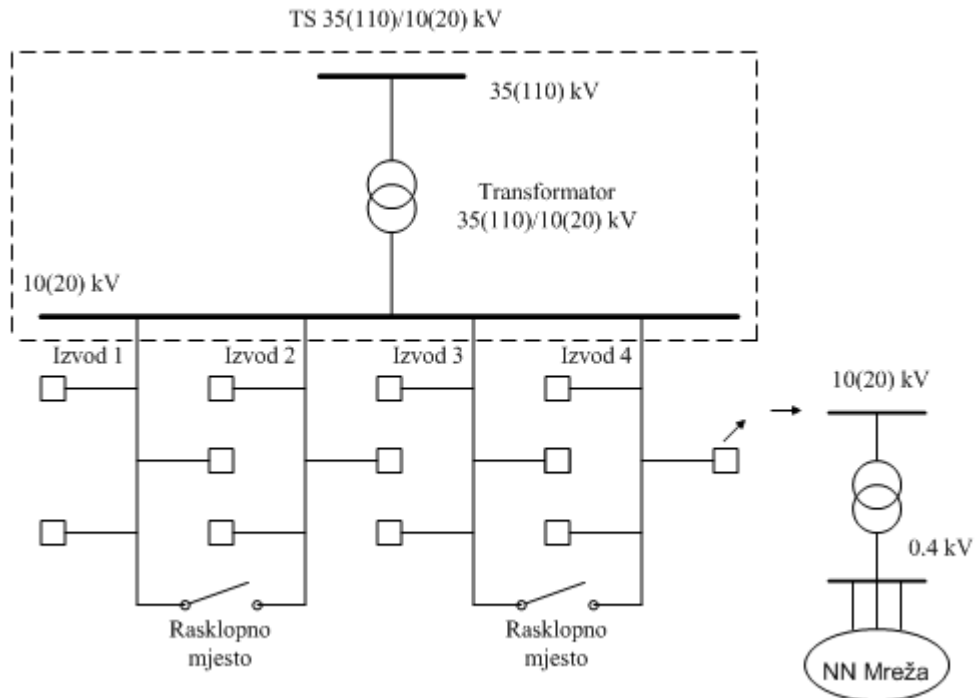 TS 35(110)/10(20) kV
35(110) kV
Transformator
35(110)/10(20) kV
10(20) kV
Izvod 1
Izvod 2
Izvod 3
Izvod 4
10(20) kV
0.4 kV
Rasklopno
mjesto
Rasklopno
mjesto
NN Mreža